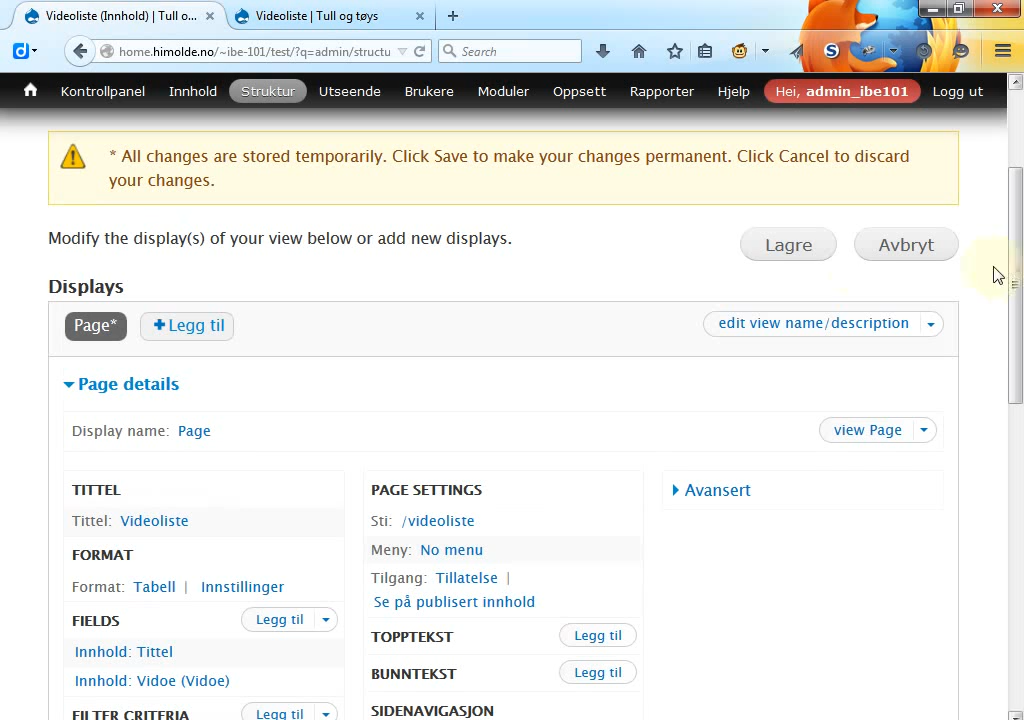 Videoliste (Innhold) | Tull o...
Videoliste | Tull og tøys
home.himolde.no/~ibe-101/test/?q=admin/structu
Search
Kontrollpanel Innhold Struktur Utseende Brukere Moduler Oppsett Rapporter Hjelp Hei, admin_ibe101 Logg ut
* All changes are stored temporarily. Click Save to make your changes permanent. Click Cancel to discard
your changes.
Modify the display(s) of your view below or add new displays.
Lagre Avbryt
Displays
Page* Legg til edit view name/description
Page details
Display name: Page view Page
TITTEL
Tittel: Videoliste
FORMAT
Format: Tabell | Innstillinger
FIELDS Legg til
Innhold: Tittel
Innhold: Vidoe (Vidoe)
FILTER CRITERIA Legg til
PAGE SETTINGS
Sti: /videoliste
Meny: No menu
Tilgang: Tillatelse |
Se på publisert innhold
TOPPTEKST Legg til
BUNNTEKST Legg til
SIDENAVIGASJON
Avansert